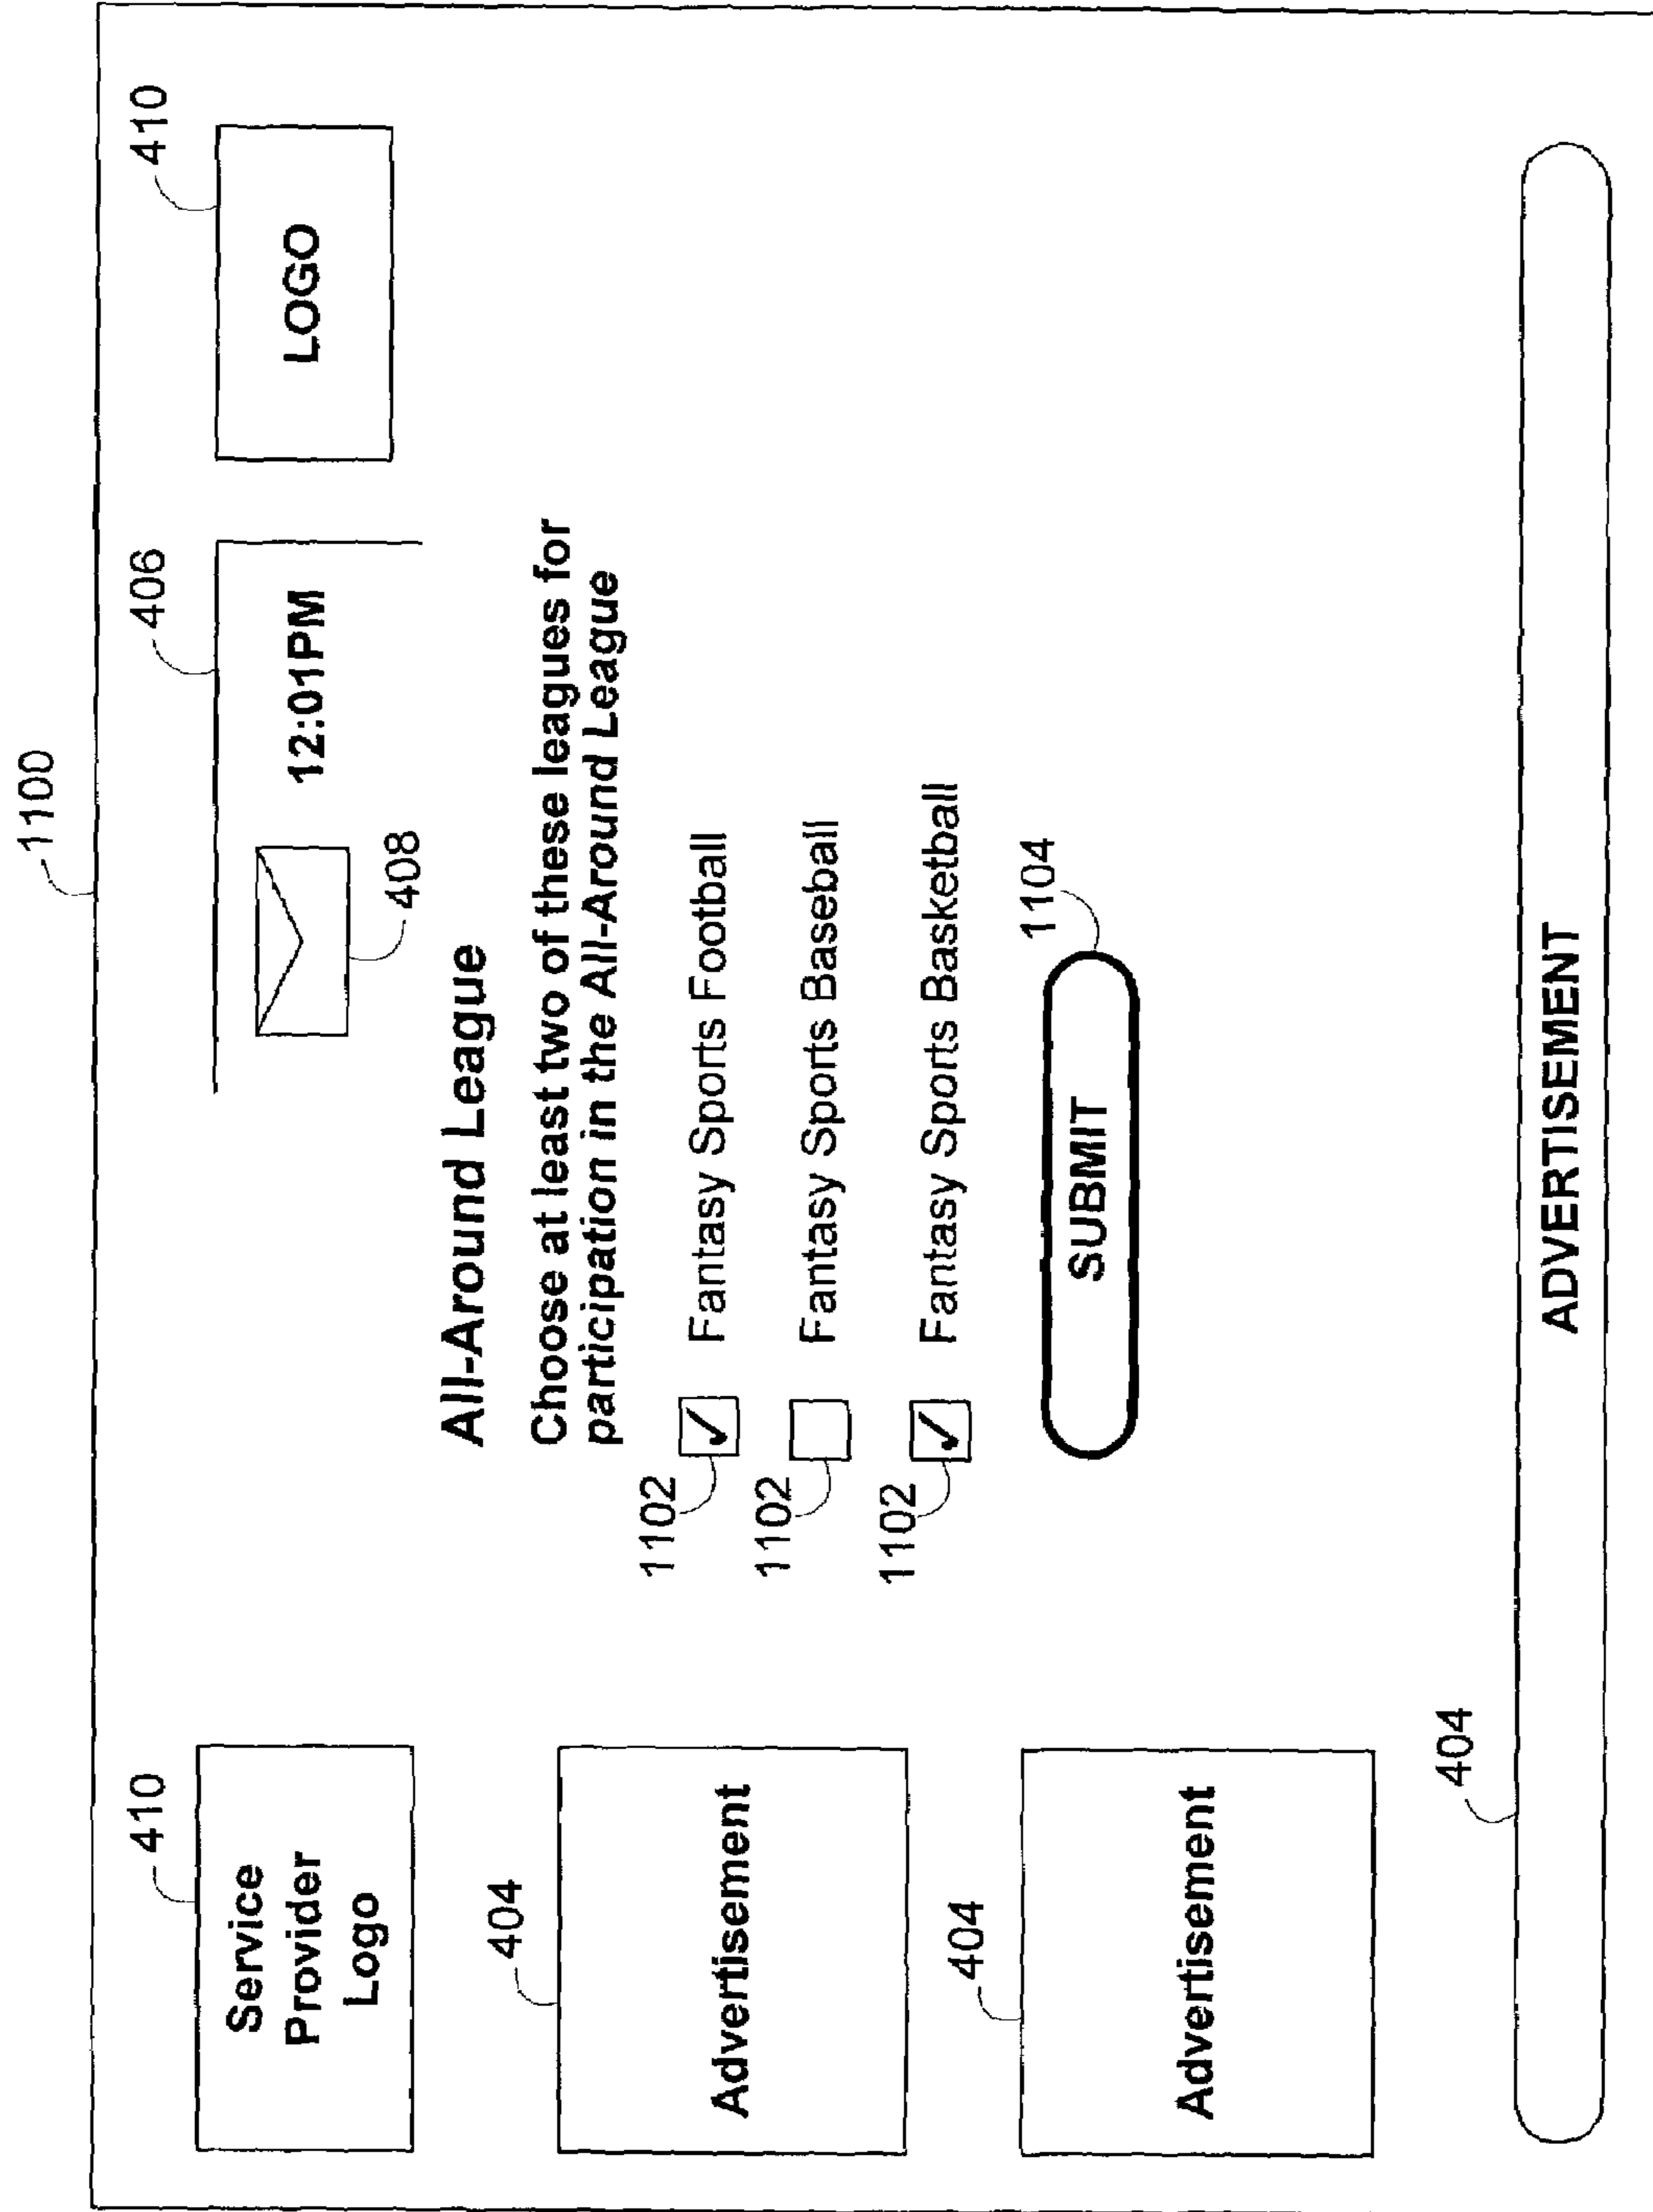 1100
410
406
410
Service
Provider
Logo
12:01PM
LOGO
408
All-Around League
404
Choose at least two of these leagues for
participation in the All-Around League
Advertisement
1102
Fantasy Sports Football
1102
Fantasy Sports Baseball
1102
Fantasy Sports Basketball
404
1104
Advertisement
SUBMIT
404
ADVERTISEMENT